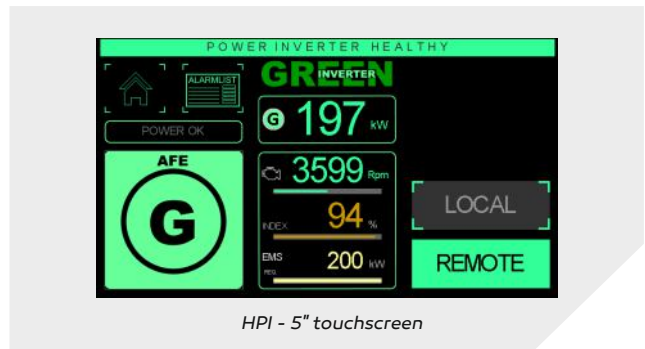 POWER INVERTER HEALTHY
ALARMLIST
GREEN
INVERTER
POWER OK
G 197 kW
AFE
G
3599 Rpm
INDEX 94 %
EMS 200 kW
REQ
LOCAL
REMOTE
HPI - 5" touchscreen